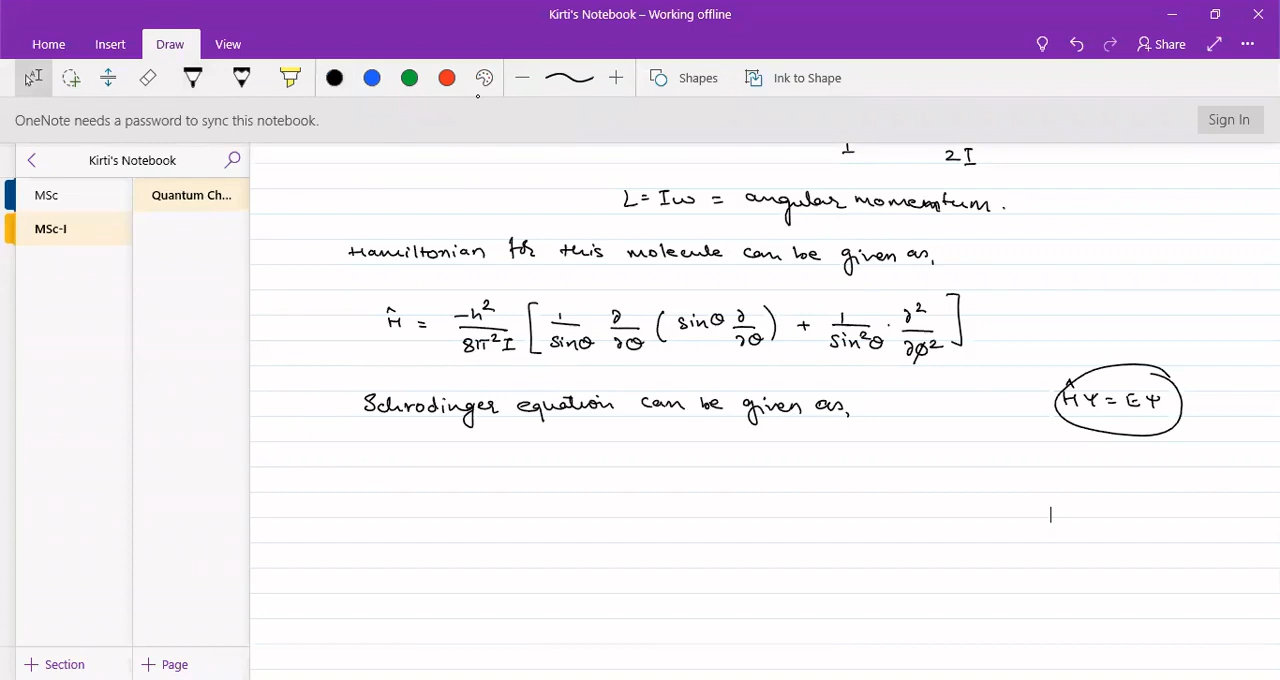 Kirti's Notebook – Working offline
Home Insert Draw View
Share
Shapes Ink to Shape
OneNote needs a password to sync this notebook.
Sign In
Kirti's Notebook
MSc
Quantum Ch...
MSc-I
I 2I
L = Iω = angular momentum.
Hamiltonian for this molecule can be given as,
Ĥ = -h²/8π²I [ 1/sinθ ∂/∂θ ( sinθ ∂/∂θ ) + 1/sin²θ · ∂²/∂φ² ]
Schrodinger equation can be given as,
ĤΨ = EΨ
+ Section + Page